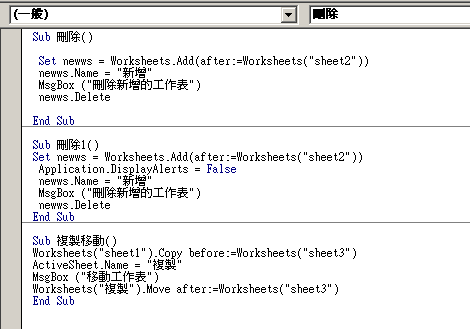 (一般) 刪除
Sub 刪除()
Set newws = Worksheets.Add(after:=Worksheets("sheet2"))
newws.Name = "新增"
MsgBox ("刪除新增的工作表")
newws.Delete
End Sub
Sub 刪除1()
Set newws = Worksheets.Add(after:=Worksheets("sheet2"))
Application.DisplayAlerts = False
newws.Name = "新增"
MsgBox ("刪除新增的工作表")
newws.Delete
End Sub
Sub 複製移動()
Worksheets("sheet1").Copy before:=Worksheets("sheet3")
ActiveSheet.Name = "複製"
MsgBox ("移動工作表")
Worksheets("複製").Move after:=Worksheets("sheet3")
End Sub